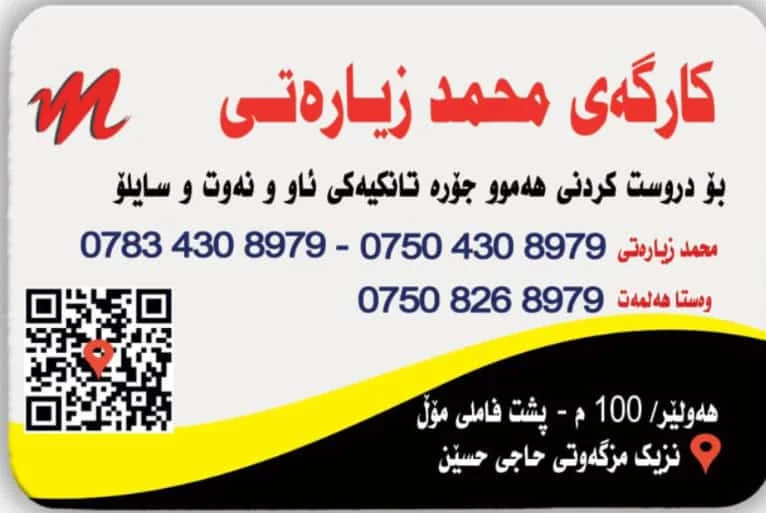 کارگەی محمد زیارەتی
بۆ دروست کردنی هەموو جۆرە تانکیەکی ئاو و نەوت و سایلۆ
محمد زیارەتی 0750 430 8979 - 0783 430 8979
وەستا هەلمەت 0750 826 8979
هەولێر/ 100 م - پشت فاملی مۆڵ
نزیک مزگەوتی حاجی حسێن